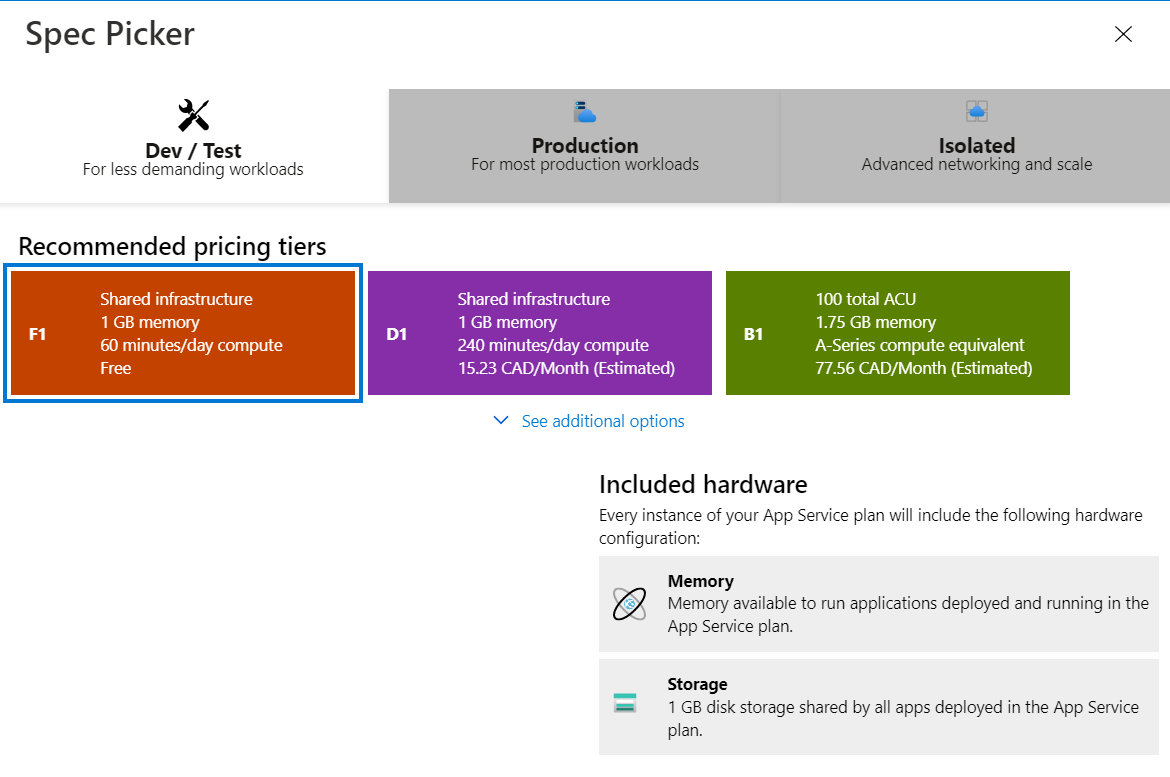 Spec Picker
Dev / Test
For less demanding workloads
Production
For most production workloads
Isolated
Advanced networking and scale
Recommended pricing tiers
F1
Shared infrastructure
1 GB memory
60 minutes/day compute
Free
D1
Shared infrastructure
1 GB memory
240 minutes/day compute
15.23 CAD/Month (Estimated)
B1
100 total ACU
1.75 GB memory
A-Series compute equivalent
77.56 CAD/Month (Estimated)
See additional options
Included hardware
Every instance of your App Service plan will include the following hardware
configuration:
Memory
Memory available to run applications deployed and running in the
App Service plan.
Storage
1 GB disk storage shared by all apps deployed in the App Service
plan.